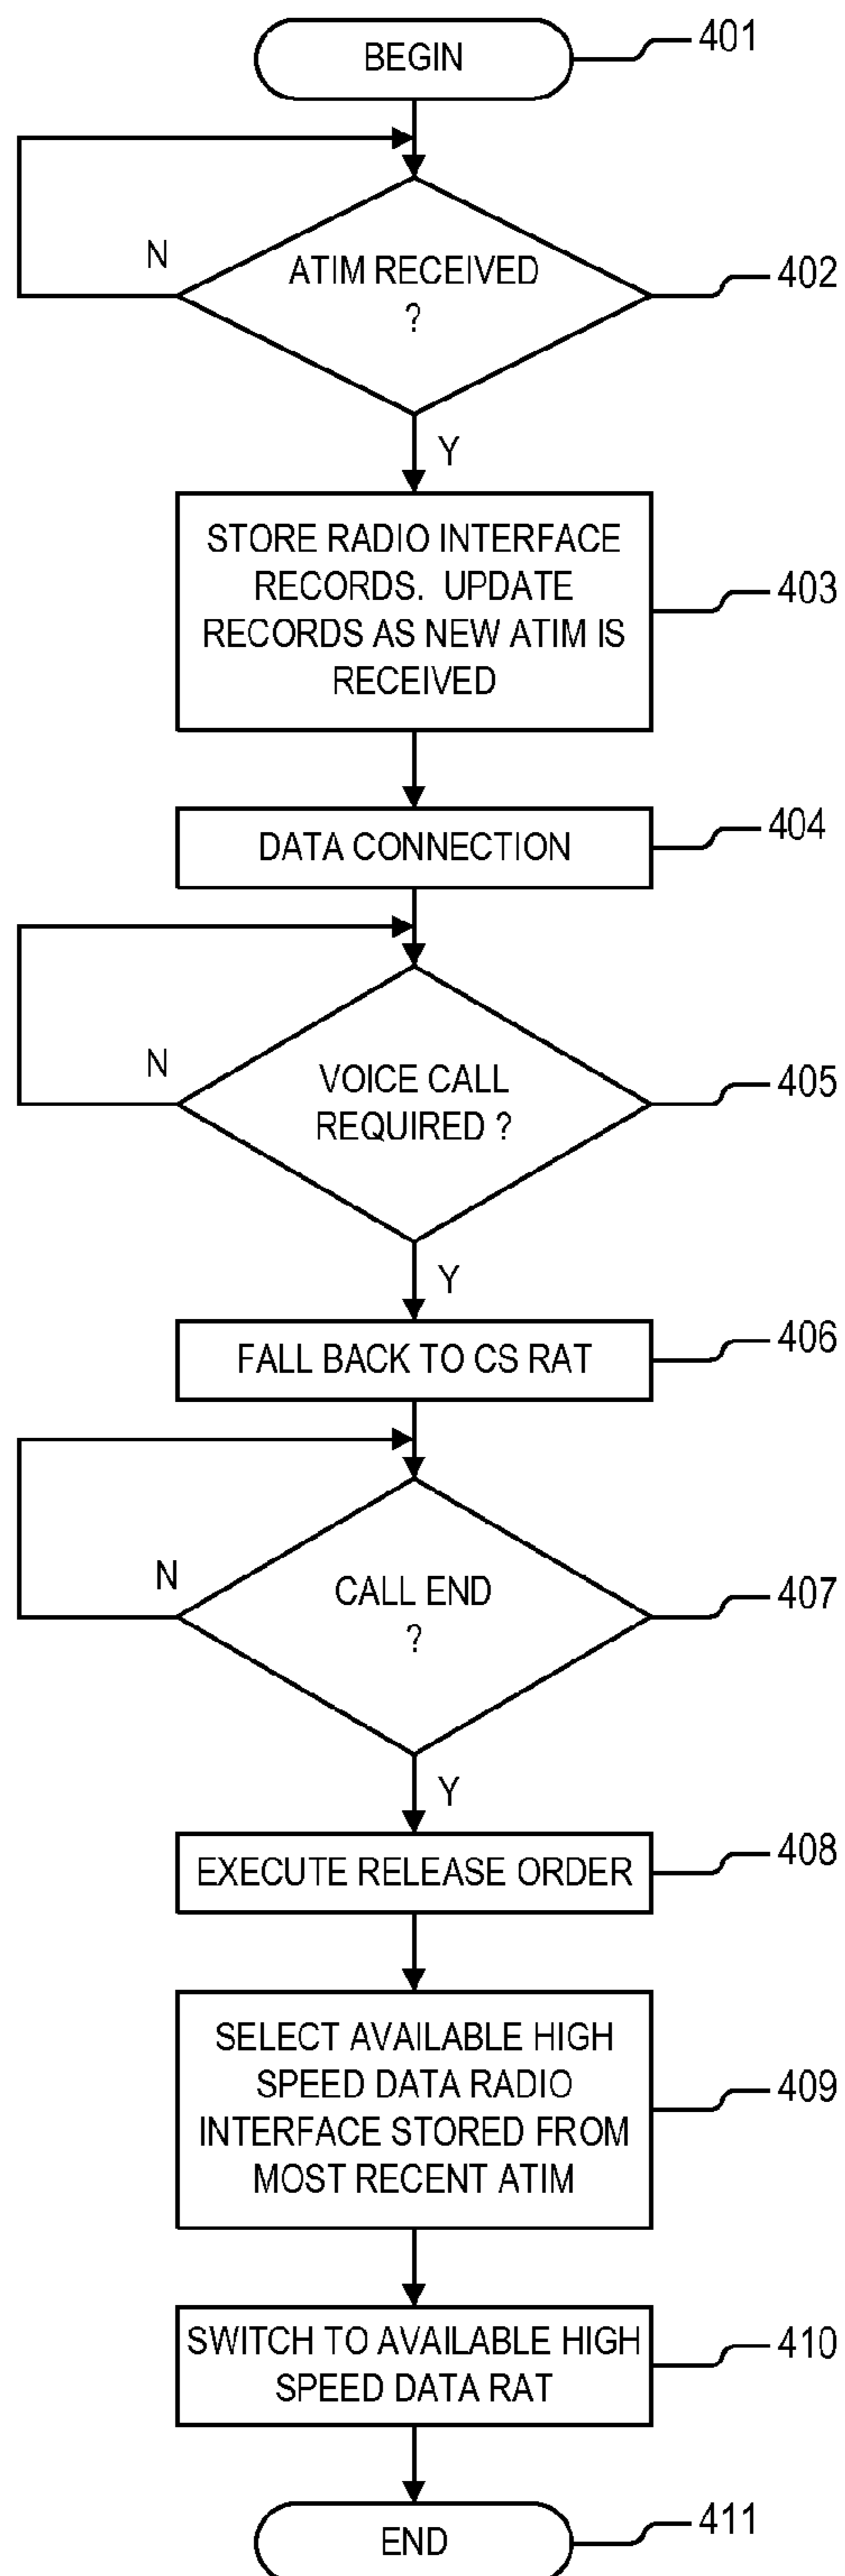 BEGIN
401
N
ATIM RECEIVED
?
402
Y
STORE RADIO INTERFACE
RECORDS. UPDATE
RECORDS AS NEW ATIM IS
RECEIVED
403
DATA CONNECTION
404
N
VOICE CALL
REQUIRED ?
405
Y
FALL BACK TO CS RAT
406
N
CALL END
?
407
Y
EXECUTE RELEASE ORDER
408
SELECT AVAILABLE HIGH
SPEED DATA RADIO
INTERFACE STORED FROM
MOST RECENT ATIM
409
SWITCH TO AVAILABLE HIGH
SPEED DATA RAT
410
END
411